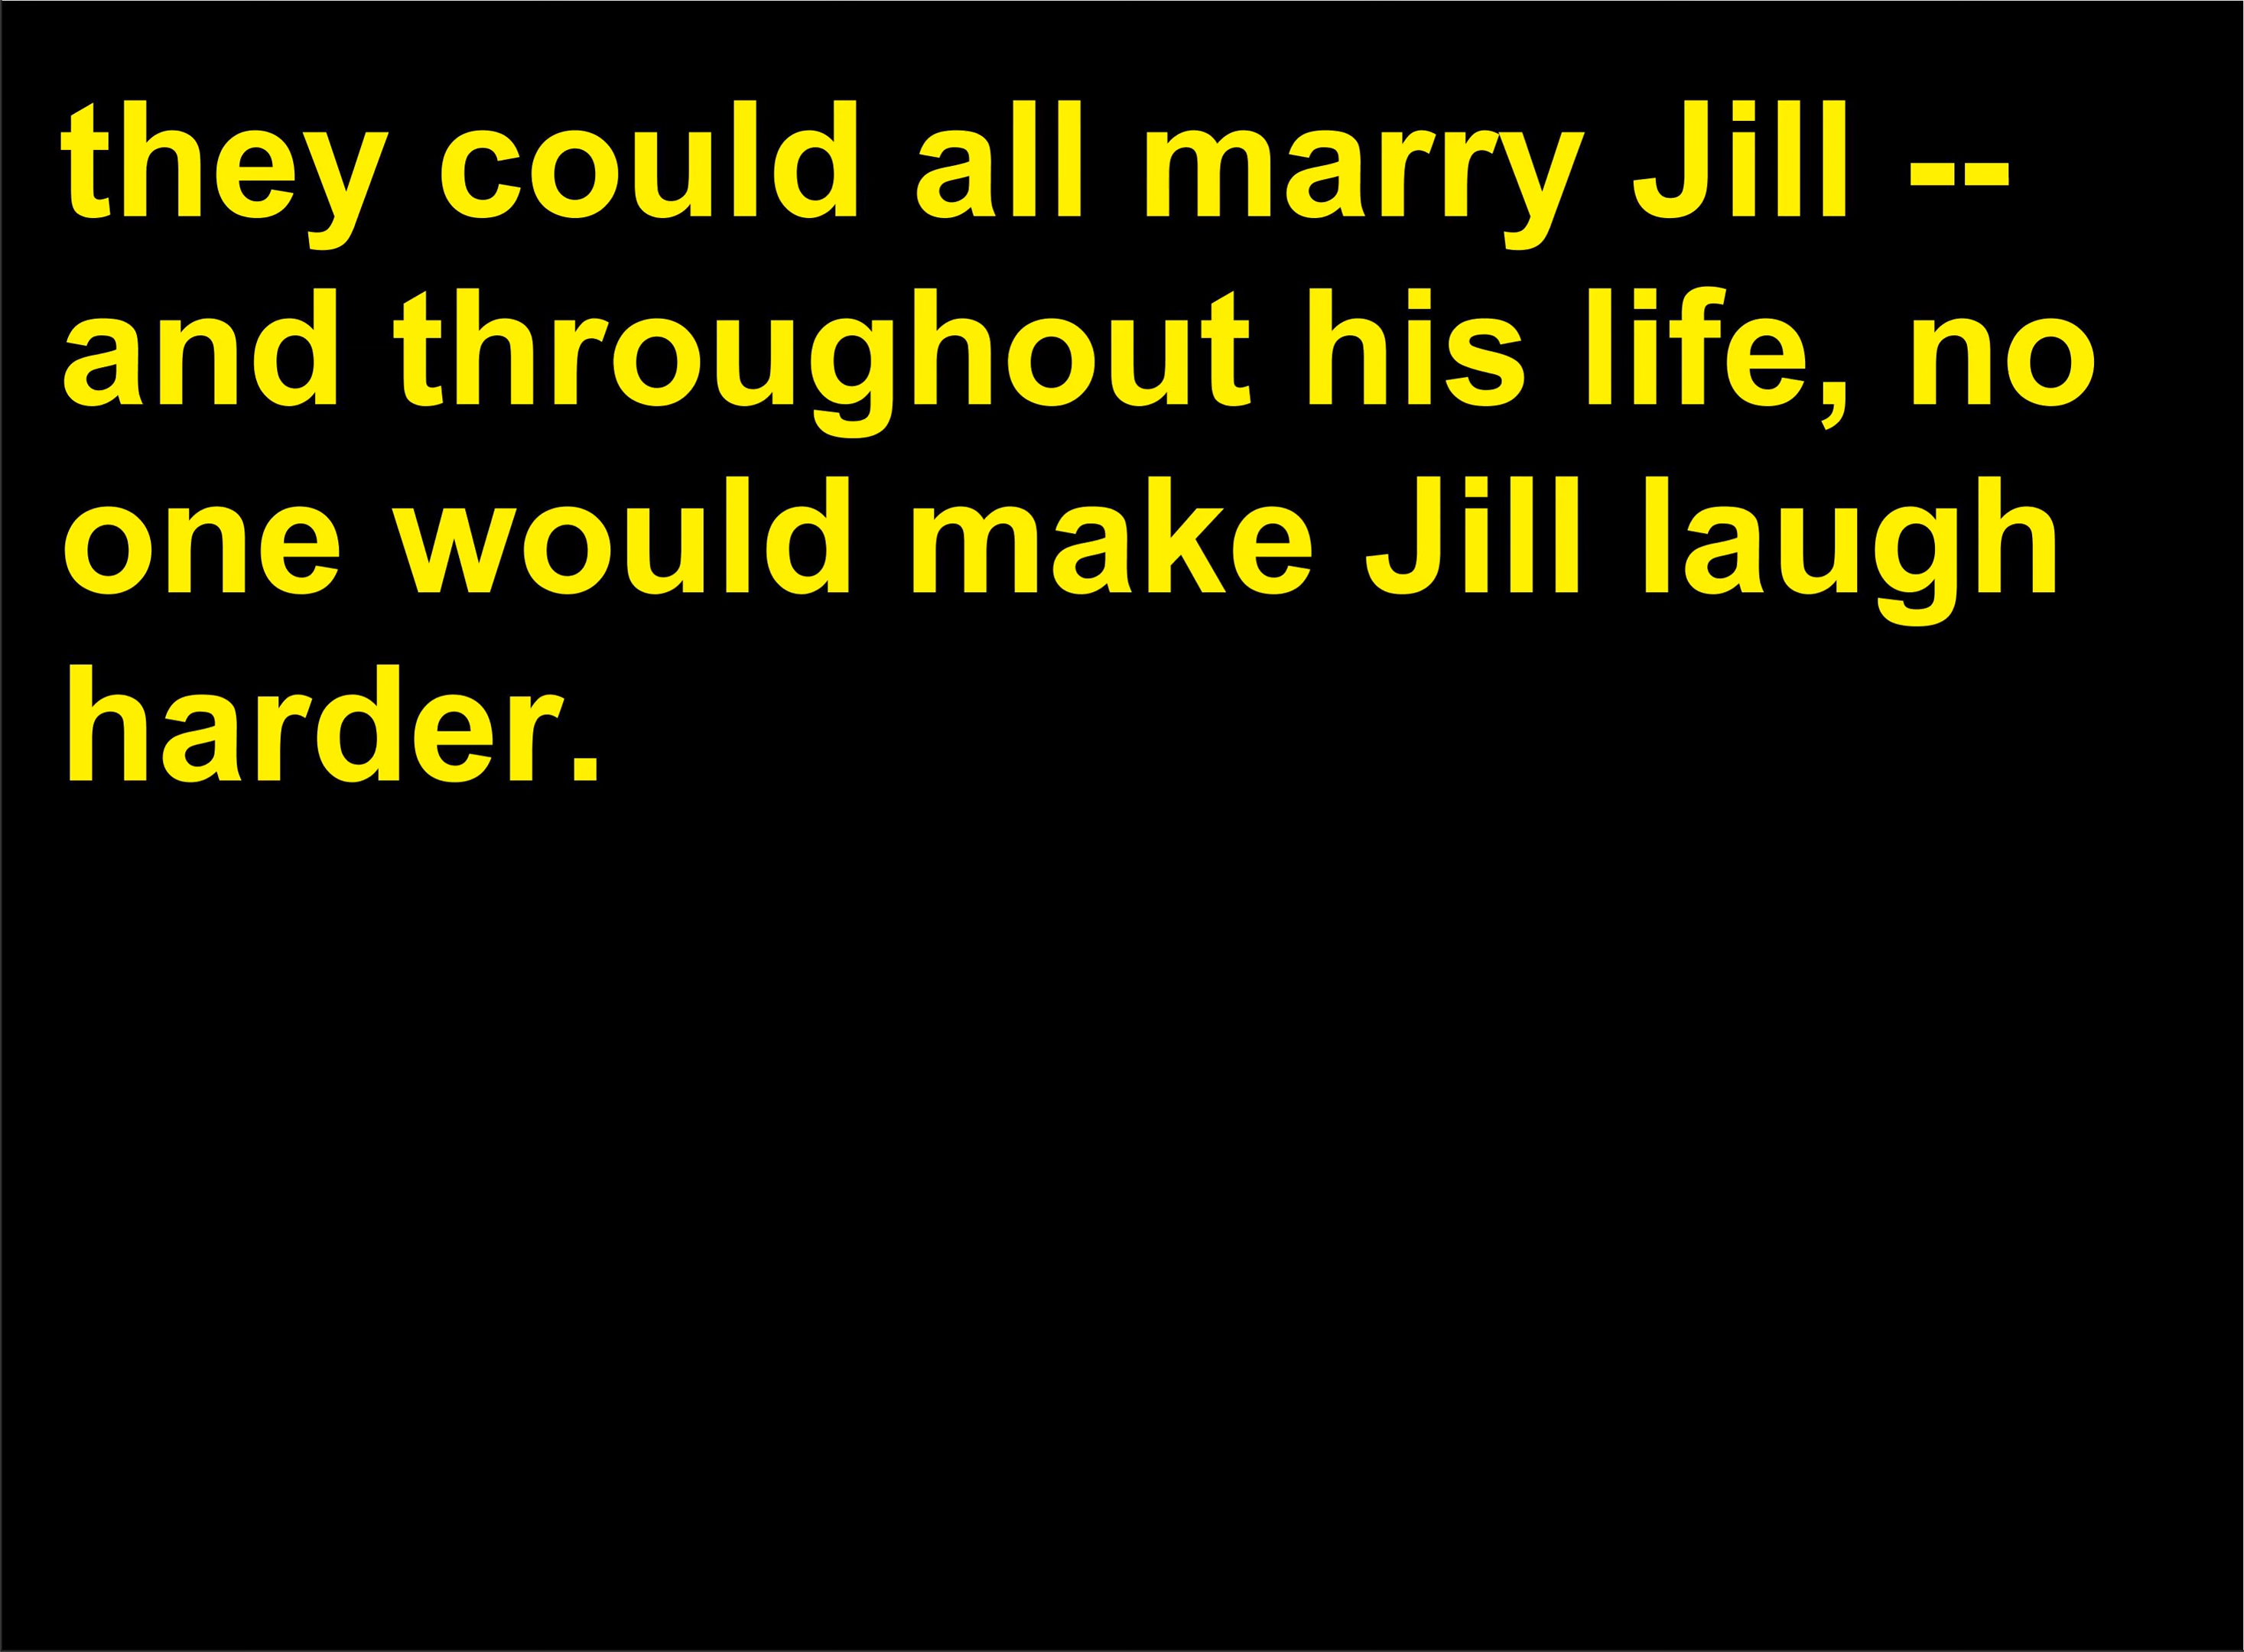 they could all marry Jill --
and throughout his life, no
one would make Jill laugh
harder.